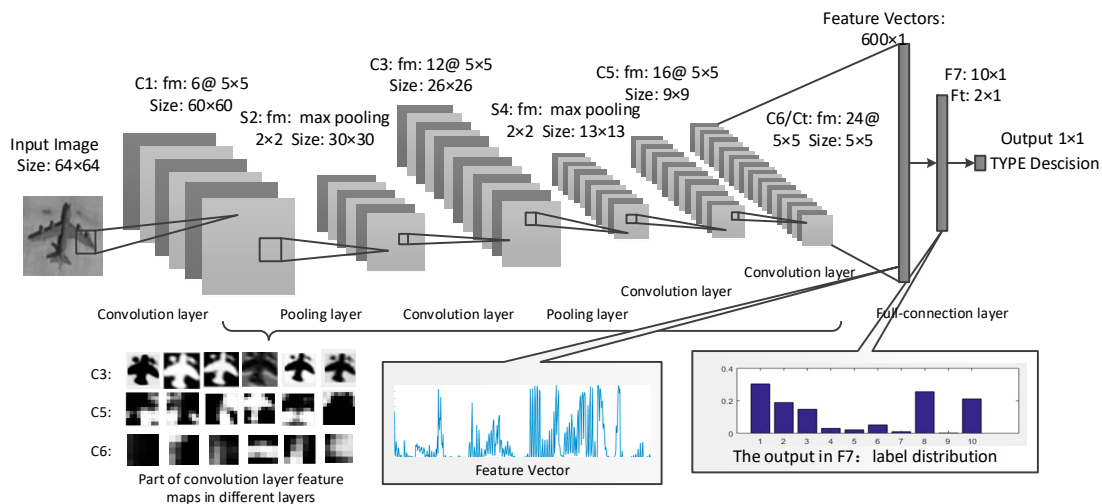 Feature Vectors:
600×1
C3: fm: 12@ 5×5
Size: 26×26
C5: fm: 16@ 5×5
Size: 9×9
F7: 10×1
Ft: 2×1
C1: fm: 6@ 5×5
Size: 60×60
S2: fm: max pooling
2×2 Size: 30×30
S4: fm: max pooling
2×2 Size: 13×13
C6/Ct: fm: 24@
5×5 Size: 5×5
Input Image
Size: 64×64
Output 1×1
TYPE Descision
Convolution layer
Convolution layer
Convolution layer
Pooling layer
Convolution layer
Pooling layer
Full-connection layer
C3:
C5:
C6:
Part of convolution layer feature
maps in different layers
Feature Vector
0.4
0.2
0
1 2 3 4 5 6 7 8 9 10
The output in F7: label distribution